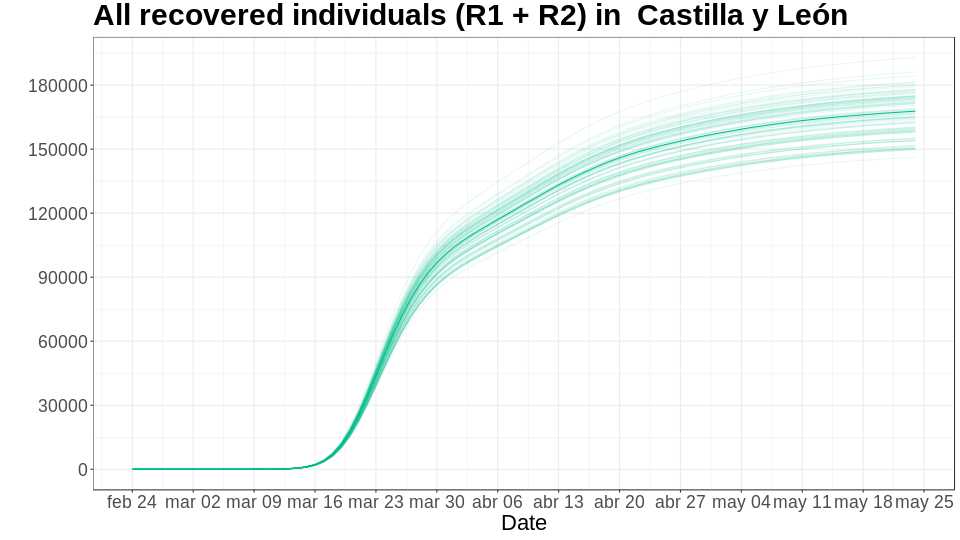 All recovered individuals (R1 + R2) in  Castilla y León
180000
150000
120000
90000
60000
30000
0
feb 24 mar 02 mar 09 mar 16 mar 23 mar 30 abr 06 abr 13 abr 20 abr 27 may 04 may 11 may 18 may 25
Date